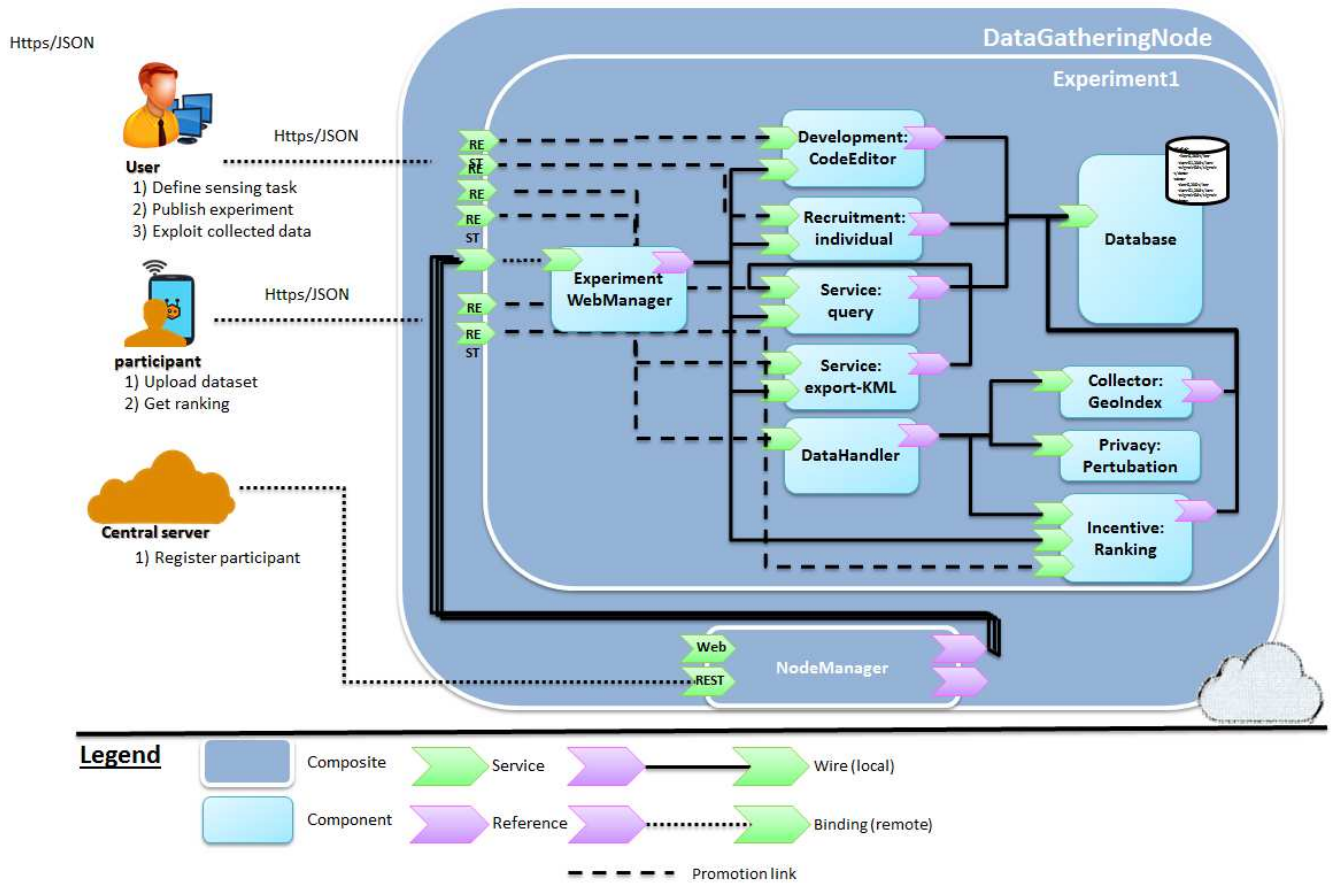 Https/JSON
DataGatheringNode
Experiment1
Https/JSON
User
1) Define sensing task
2) Publish experiment
3) Exploit collected data
Https/JSON
participant
1) Upload dataset
2) Get ranking
Central server
1) Register participant
RE
ST
RE
RE
RE
ST
RE
RE
ST
Experiment
WebManager
Development:
CodeEditor
Recruitment:
individual
Service:
query
Service:
export-KML
DataHandler
Database
Collector:
GeoIndex
Privacy:
Pertubation
Incentive:
Ranking
Web
REST
NodeManager
Legend
Composite
Service
Wire (local)
Component
Reference
Binding (remote)
Promotion link